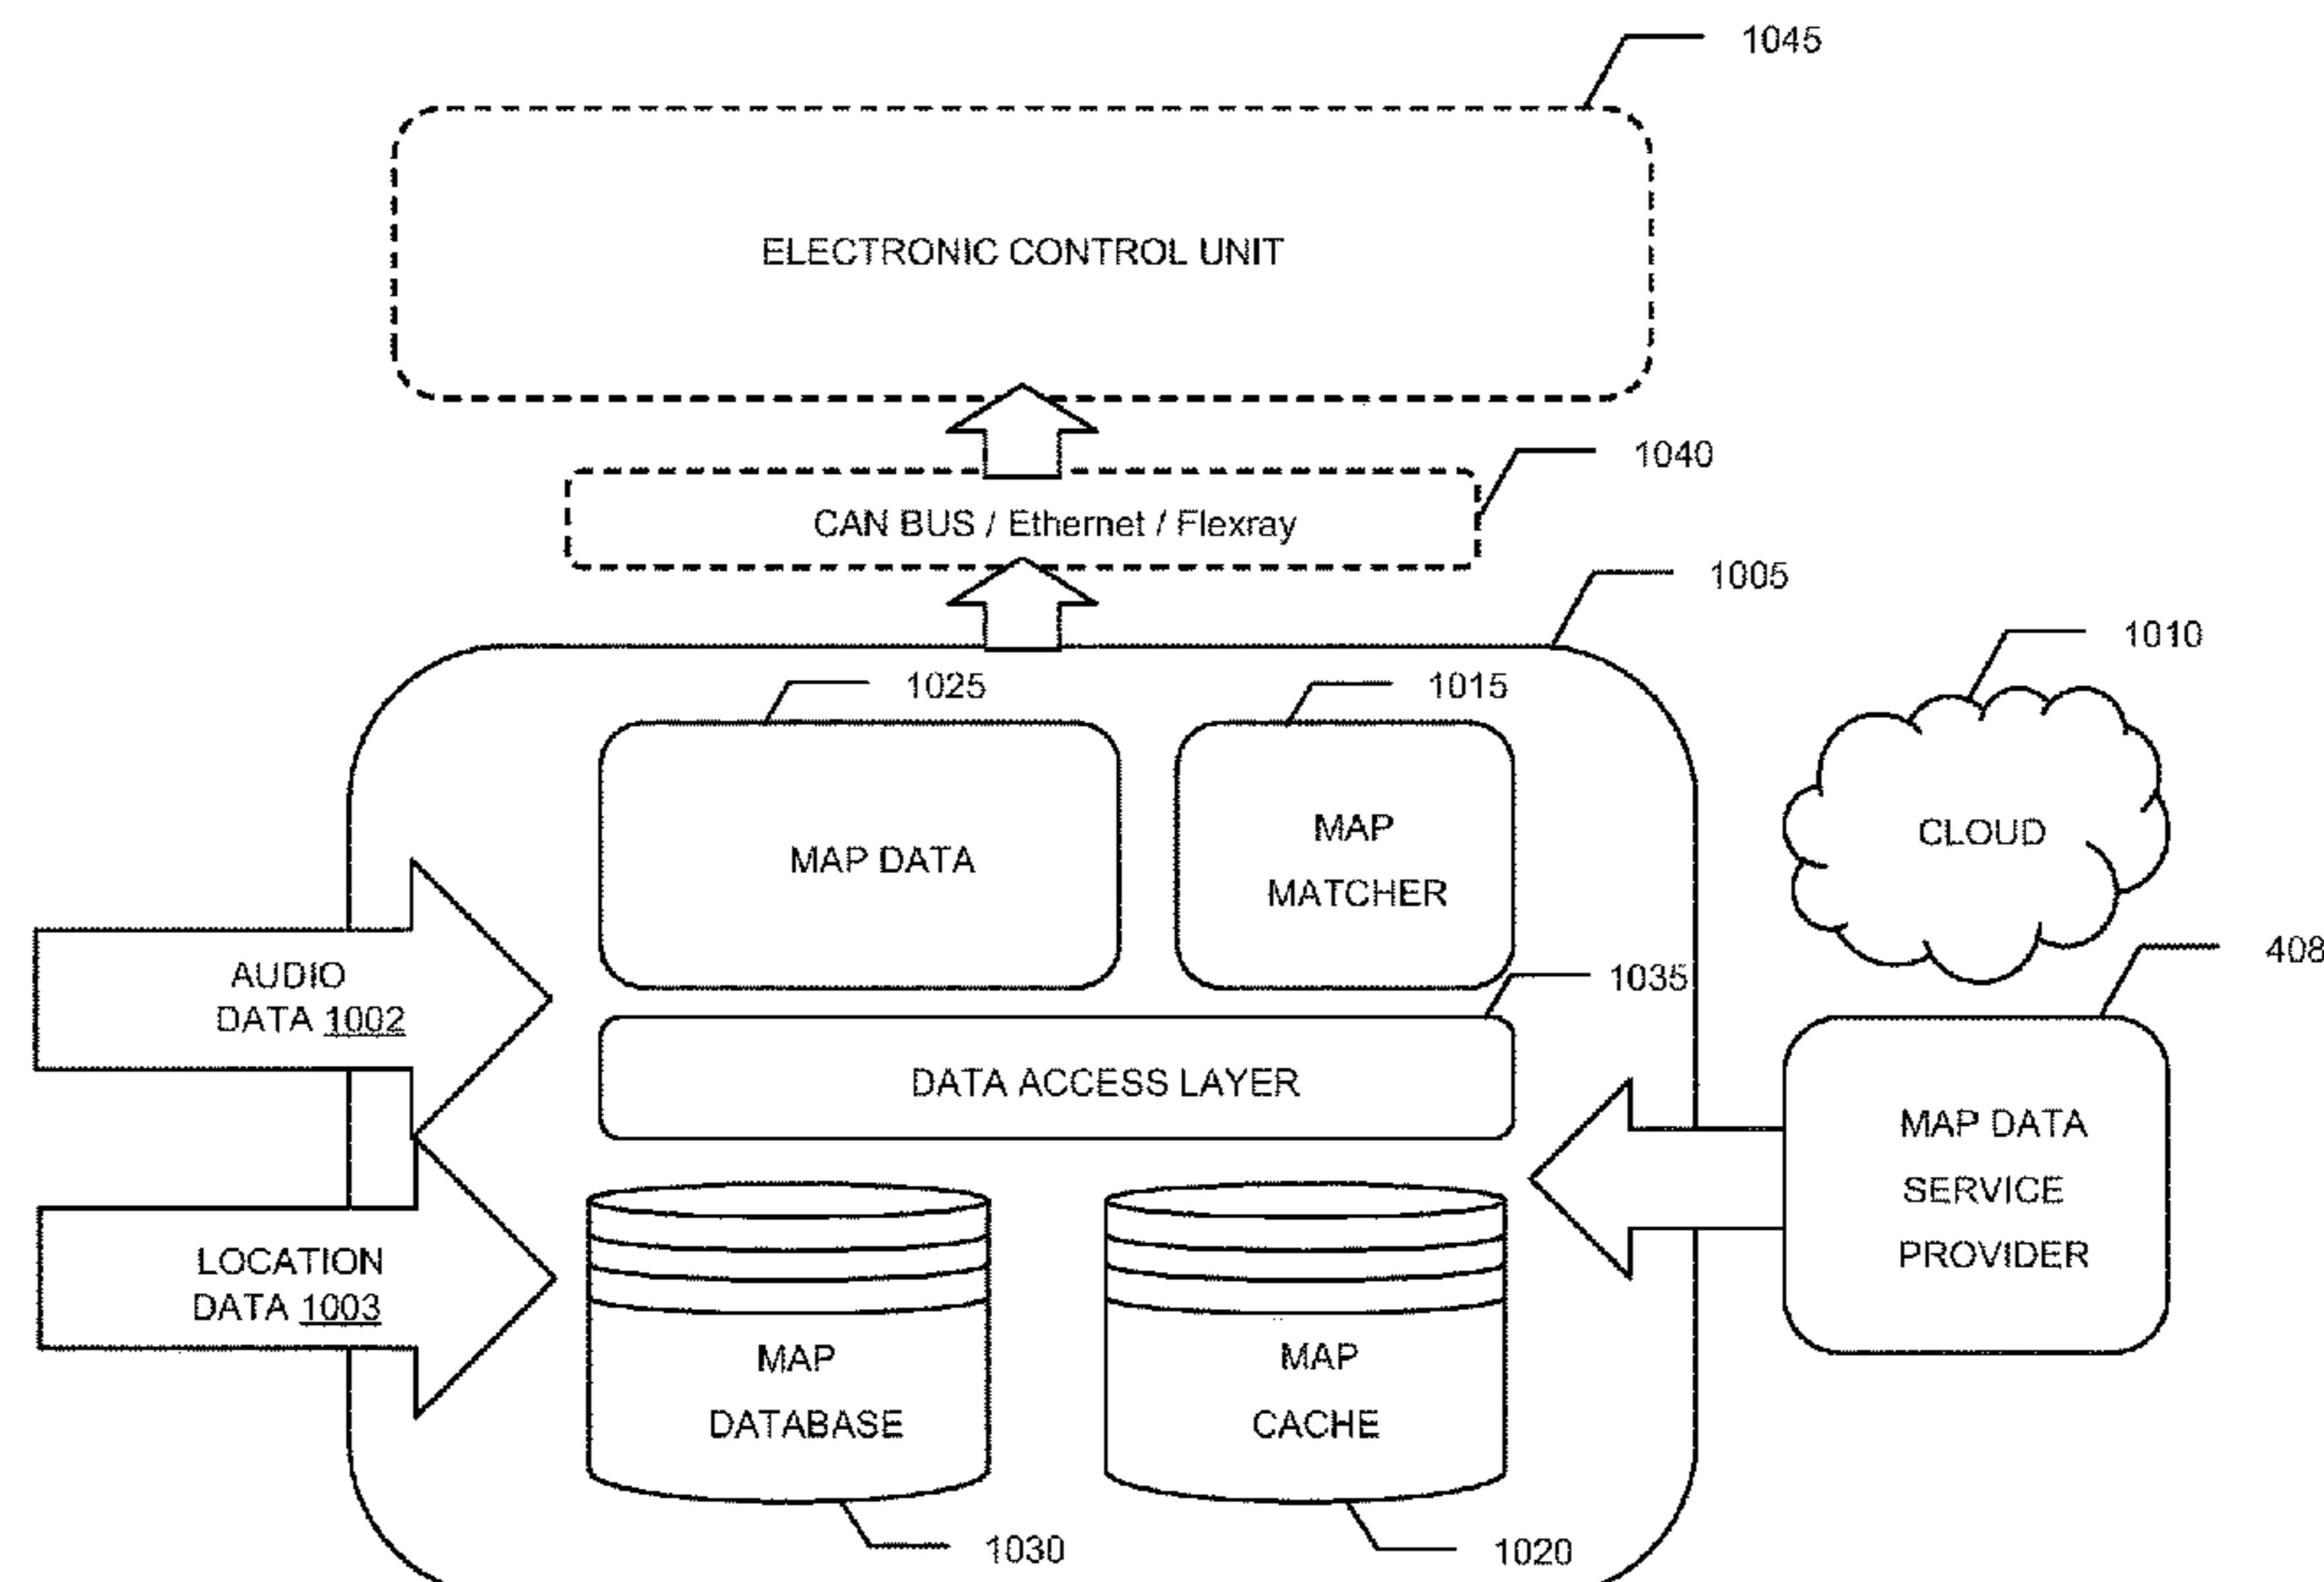 1045
ELECTRONIC CONTROL UNIT
1040
CAN BUS / Ethernet / Flexray
1005
1010
1025
1015
MAP DATA
MAP
MATCHER
CLOUD
408
AUDIO
DATA 1002
1035
DATA ACCESS LAYER
MAP DATA
SERVICE
PROVIDER
LOCATION
DATA 1003
MAP
DATABASE
MAP
CACHE
1030
1020